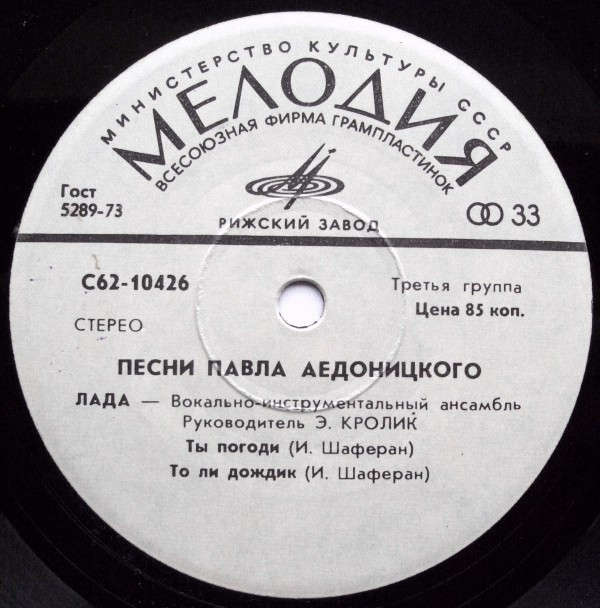 МИНИСТЕРСТВО КУЛЬТУРЫ СССР
МЕЛОДИЯ
ВСЕСОЮЗНАЯ ФИРМА ГРАМПЛАСТИНОК
Гост
5289-73
РИЖСКИЙ ЗАВОД
33
С62-10426
Третья группа
Цена 85 коп.
СТЕРЕО
ПЕСНИ ПАВЛА АЕДОНИЦКОГО
ЛАДА — Вокально-инструментальный ансамбль
Руководитель Э. КРОЛИК
Ты погоди (И. Шаферан)
То ли дождик (И. Шаферан)